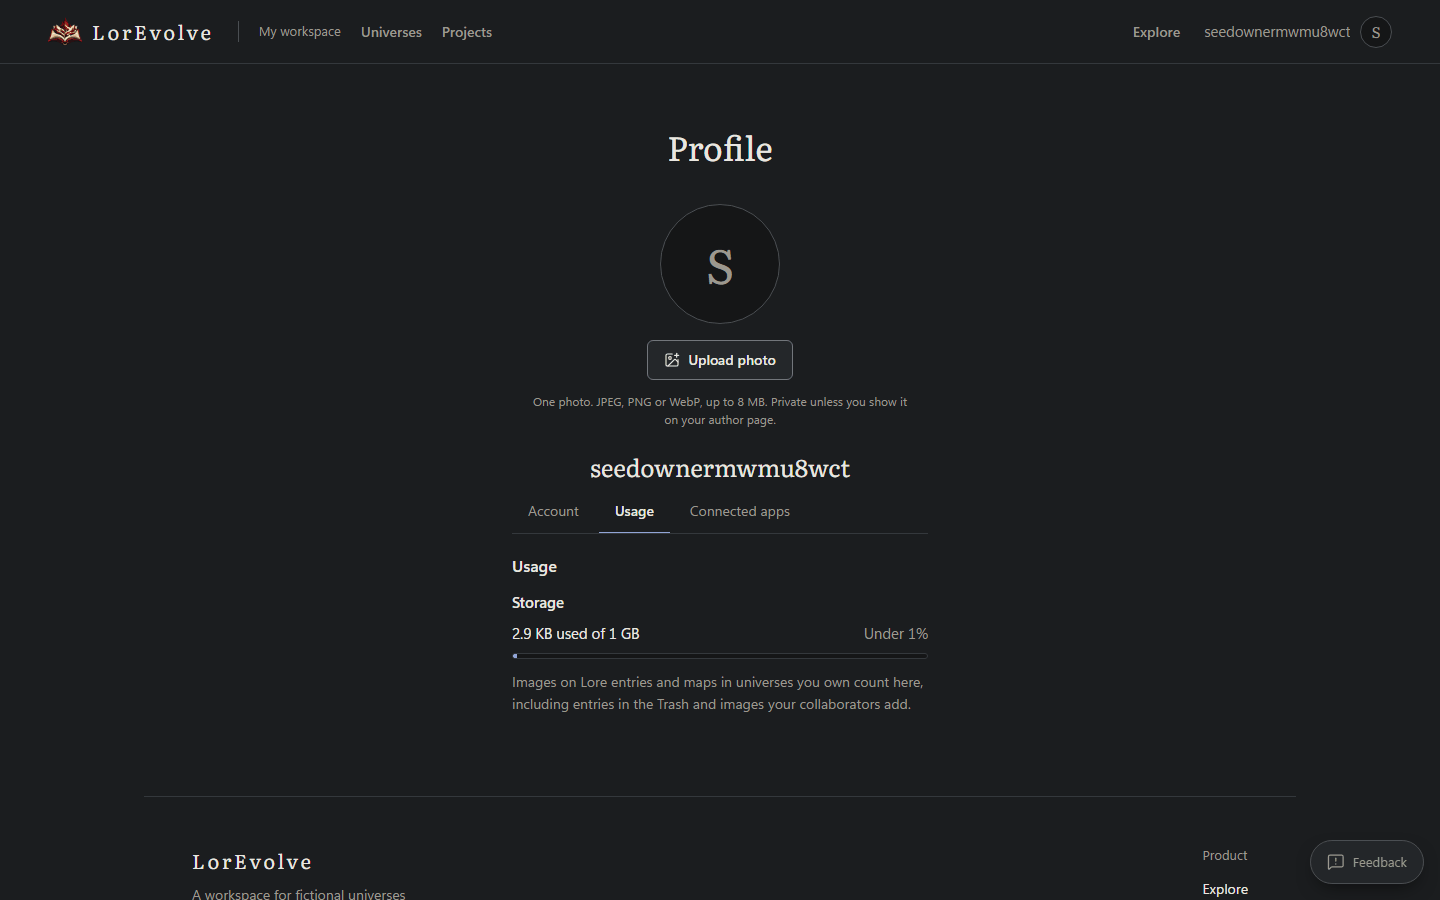 LorEvolve
My workspace
Universes
Projects
Explore
seedownermwmu8wct
S
Profile
S
Upload photo
One photo. JPEG, PNG or WebP, up to 8 MB. Private unless you show it
on your author page.
seedownermwmu8wct
Account
Usage
Connected apps
Usage
Storage
2.9 KB used of 1 GB
Under 1%
Images on Lore entries and maps in universes you own count here,
including entries in the Trash and images your collaborators add.
LorEvolve
A workspace for fictional universes
Product
Explore
Feedback